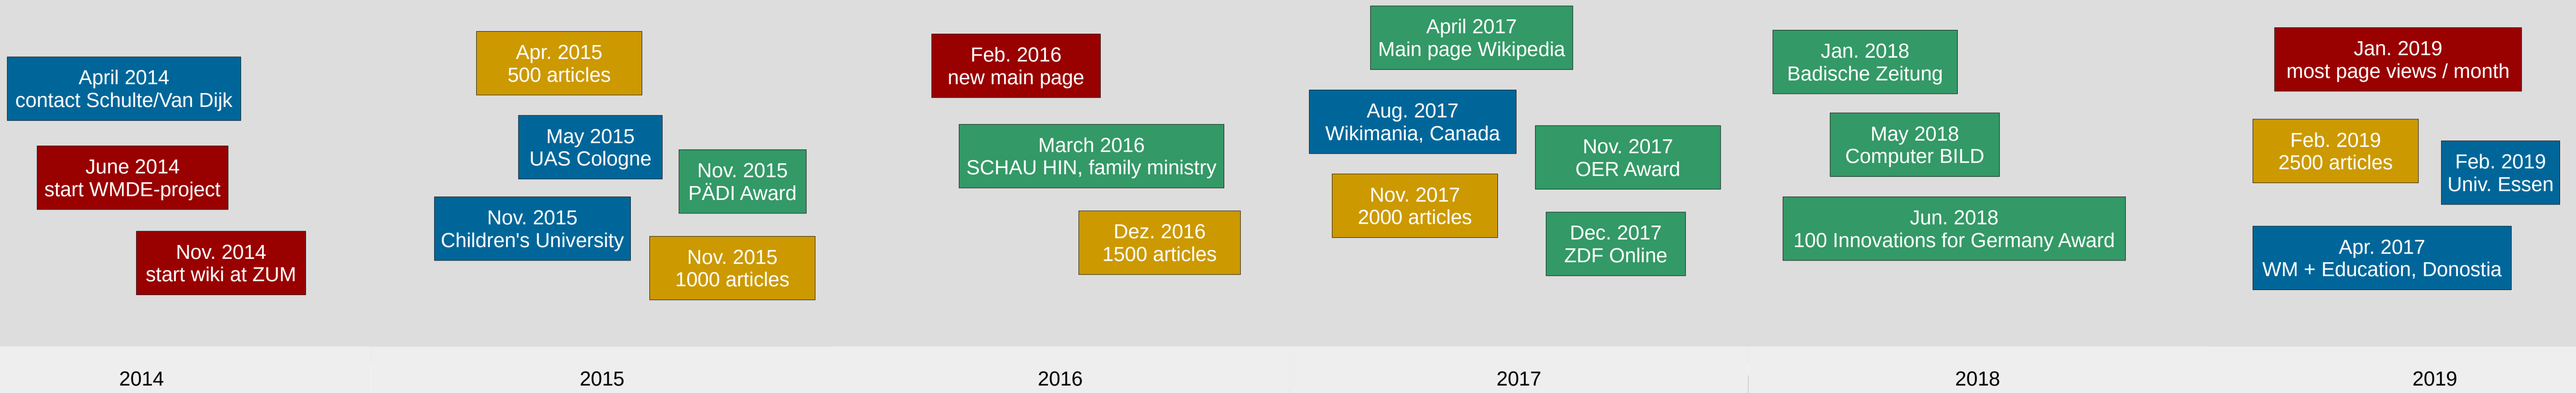 April 2014
contact Schulte/Van Dijk
June 2014
start WMDE-project
Nov. 2014
start wiki at ZUM
Apr. 2015
500 articles
May 2015
UAS Cologne
Nov. 2015
PÄDI Award
Nov. 2015
Children's University
Nov. 2015
1000 articles
Feb. 2016
new main page
March 2016
SCHAU HIN, family ministry
Dez. 2016
1500 articles
April 2017
Main page Wikipedia
Aug. 2017
Wikimania, Canada
Nov. 2017
OER Award
Nov. 2017
2000 articles
Dec. 2017
ZDF Online
Jan. 2018
Badische Zeitung
May 2018
Computer BILD
Jun. 2018
100 Innovations for Germany Award
Jan. 2019
most page views / month
Feb. 2019
2500 articles
Feb. 2019
Univ. Essen
Apr. 2017
WM + Education, Donostia
2014
2015
2016
2017
2018
2019